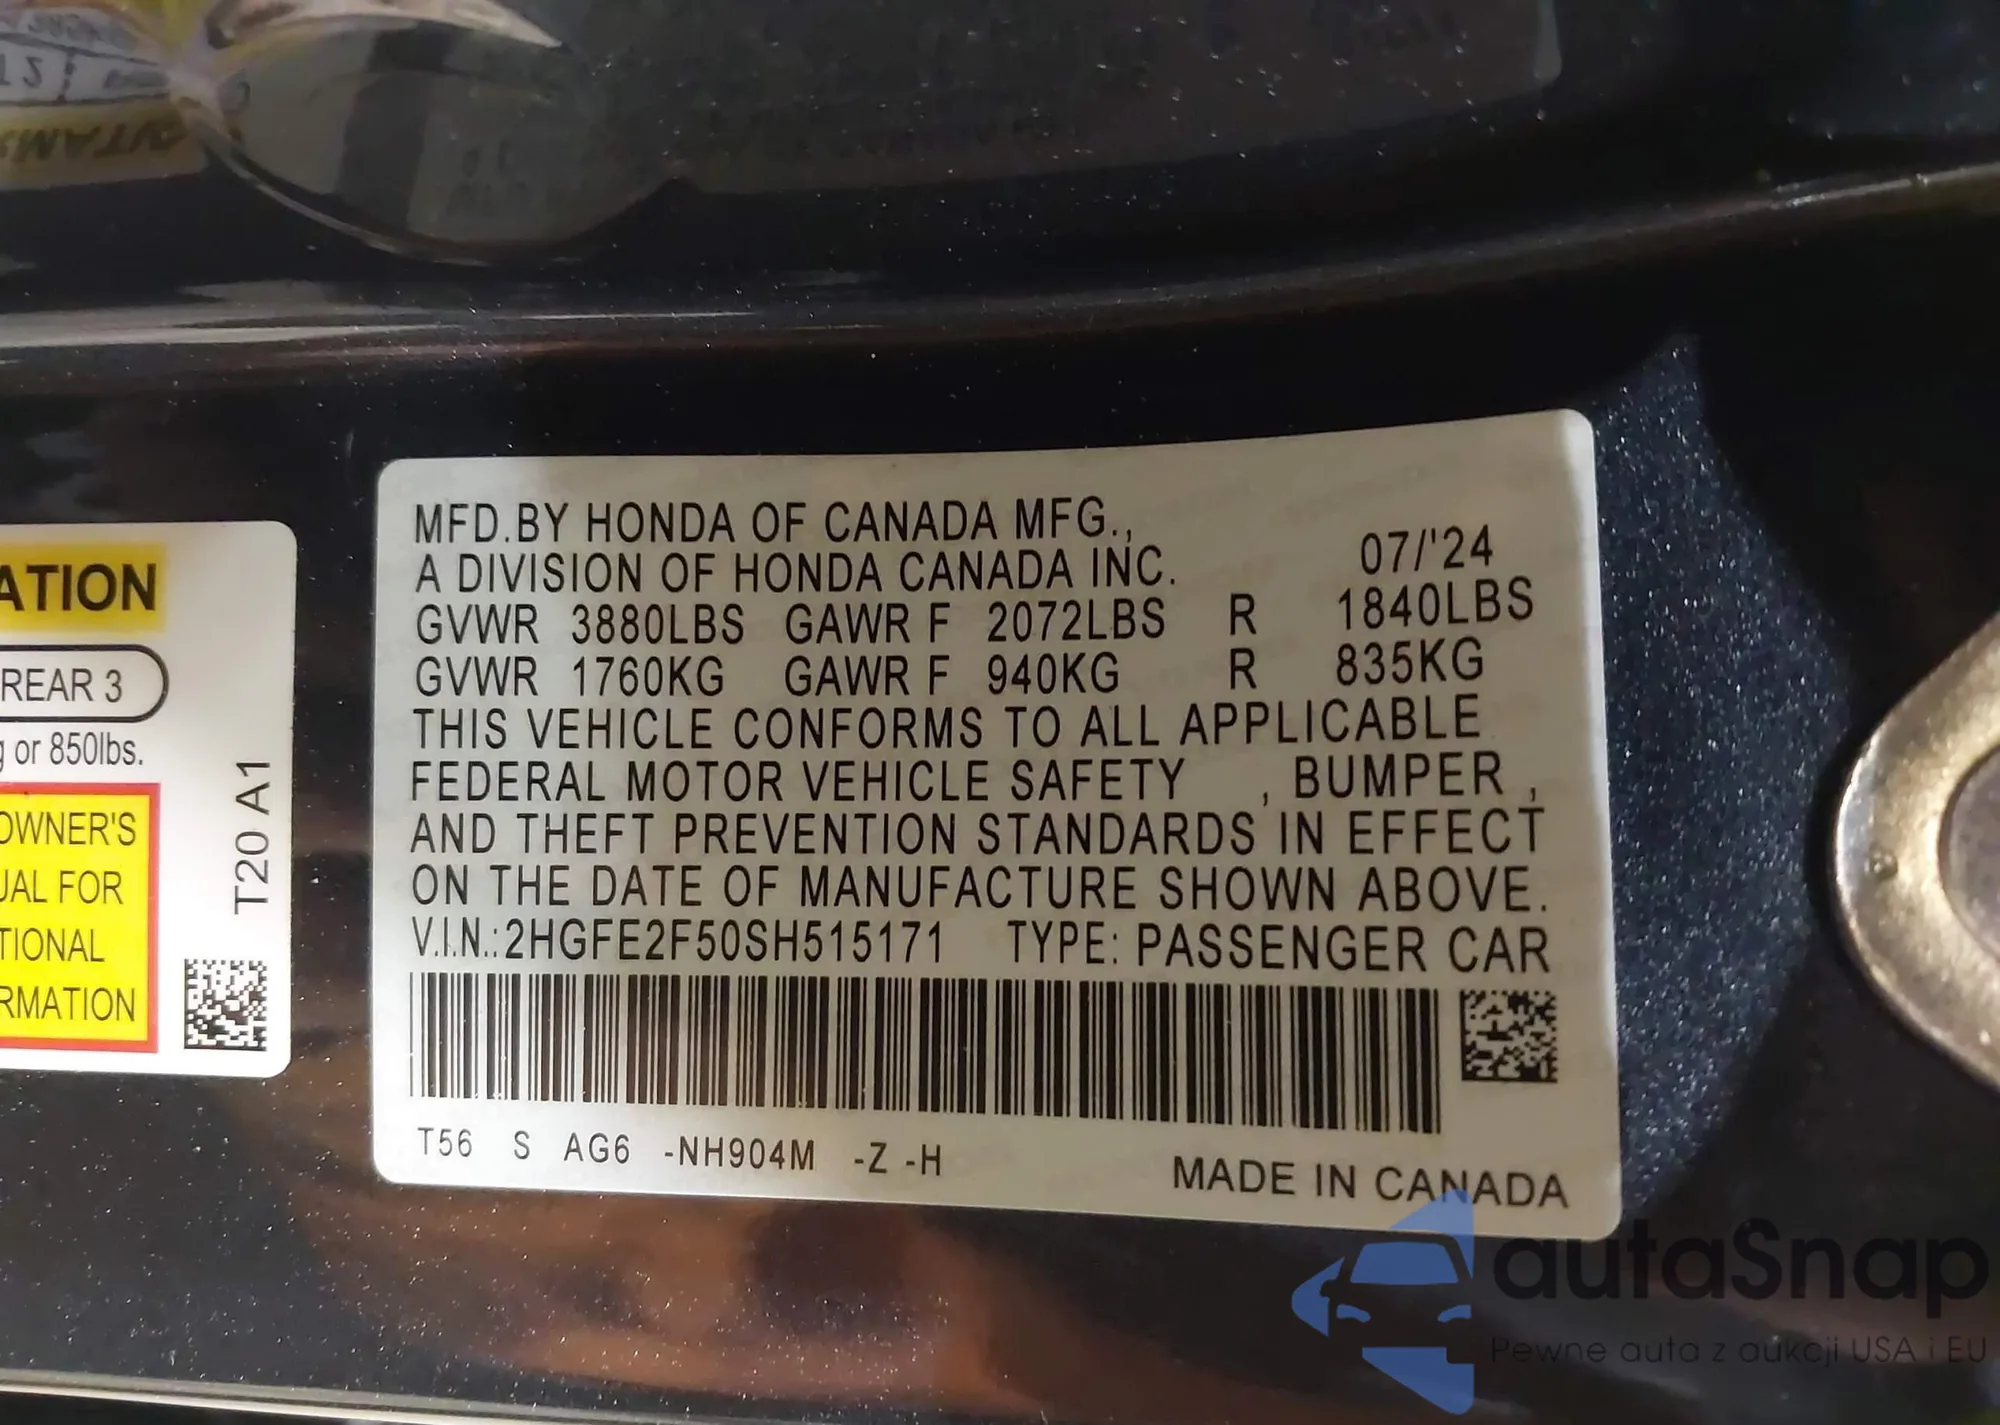 ATION
REAR 3
g or 850lbs.
OWNER'S
UAL FOR
TIONAL
RMATION
T20 A1
MFD.BY HONDA OF CANADA MFG.,
A DIVISION OF HONDA CANADA INC. 07/'24
GVWR 3880LBS GAWR F 2072LBS R 1840LBS
GVWR 1760KG GAWR F 940KG R 835KG
THIS VEHICLE CONFORMS TO ALL APPLICABLE
FEDERAL MOTOR VEHICLE SAFETY , BUMPER ,
AND THEFT PREVENTION STANDARDS IN EFFECT
ON THE DATE OF MANUFACTURE SHOWN ABOVE.
V.I.N.:2HGFE2F50SH515171 TYPE: PASSENGER CAR
T56 S AG6 -NH904M -Z -H
MADE IN CANADA
autaSnap
Pewne auta z aukcji USA i EU